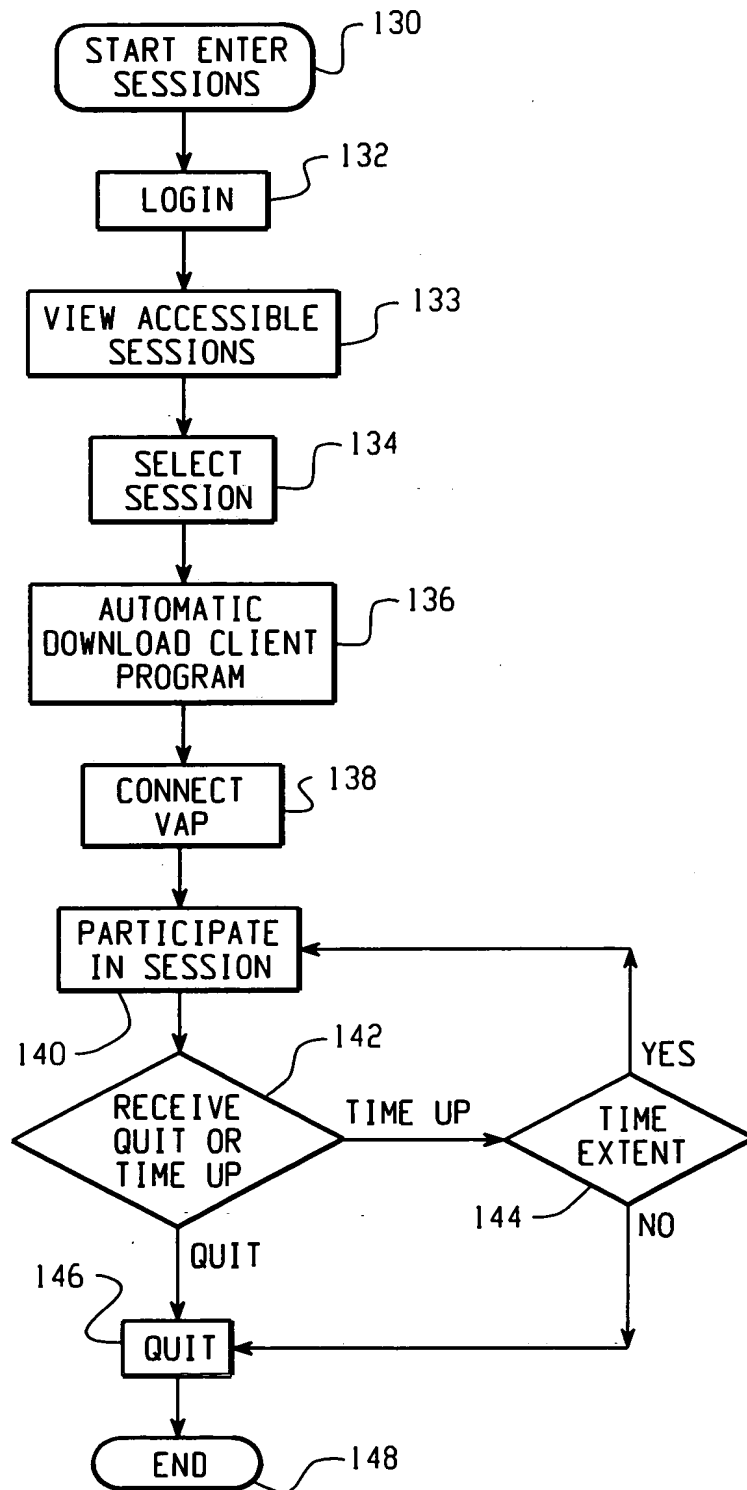 START ENTER
SESSIONS
130
LOGIN
132
VIEW ACCESSIBLE
SESSIONS
133
SELECT
SESSION
134
AUTOMATIC
DOWNLOAD CLIENT
PROGRAM
136
CONNECT
VAP
138
PARTICIPATE
IN SESSION
140
142
RECEIVE
QUIT OR
TIME UP
TIME UP
YES
TIME
EXTENT
144
NO
QUIT
146
QUIT
END
148